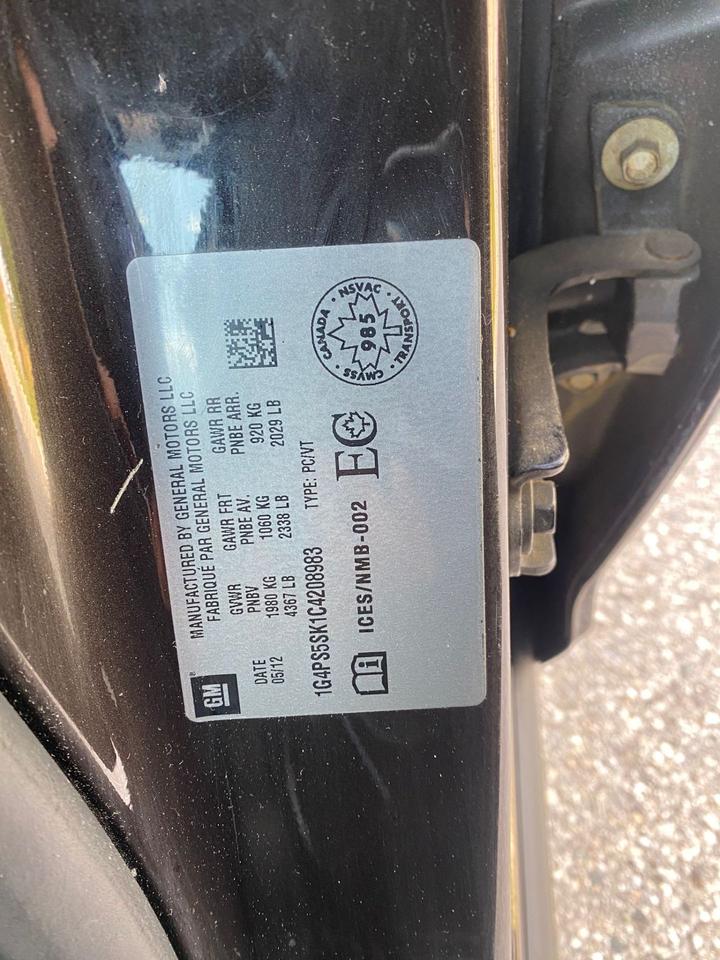 GM®
MANUFACTURED BY GENERAL MOTORS LLC
FABRIQUÉ PAR GENERAL MOTORS LLC
DATE GVWR GAWR FRT GAWR RR
05/12 PNBV PNBE AV. PNBE ARR.
1980 KG 1060 KG 920 KG
4367 LB 2338 LB 2029 LB
1G4PS5SK1C4208983 TYPE: PC/VT
i ICES/NMB-002 EC
CANADA · NSVAC · TRANSPORT · CMVSS ·
985